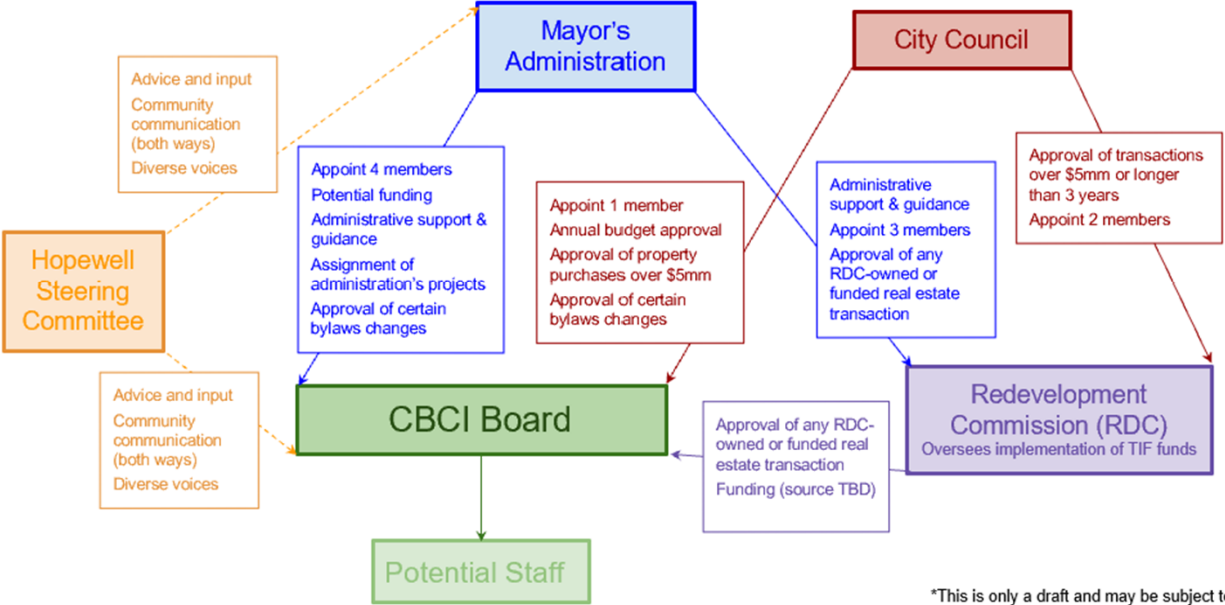 Mayor's
Administration
City Council
Advice and input
Community
communication
(both ways)
Diverse voices
Appoint 4 members
Potential funding
Administrative support &
guidance
Assignment of
administration's projects
Approval of certain
bylaws changes
Appoint 1 member
Annual budget approval
Approval of property
purchases over $5mm
Approval of certain
bylaws changes
Administrative
support & guidance
Appoint 3 members
Approval of any
RDC-owned or
funded real estate
transaction
Approval of transactions
over $5mm or longer
than 3 years
Appoint 2 members
Hopewell
Steering
Committee
Advice and input
Community
communication
(both ways)
Diverse voices
CBCI Board
Approval of any RDC-
owned or funded real
estate transaction
Funding (source TBD)
Redevelopment
Commission (RDC)
Oversees implementation of TIF funds
Potential Staff
*This is only a draft and may be subject to